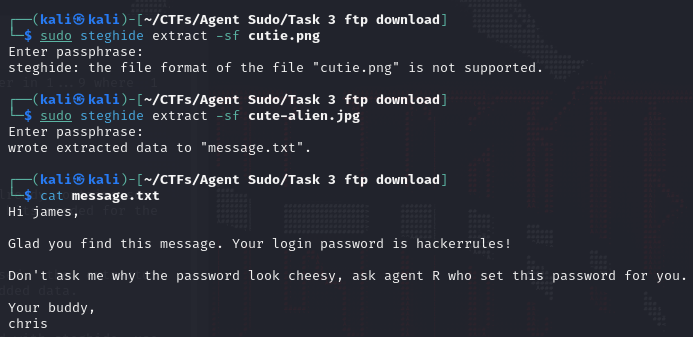 ┌──(kali㉿kali)-[~/CTFs/Agent Sudo/Task 3 ftp download]
└─$ sudo steghide extract -sf cutie.png
Enter passphrase:
steghide: the file format of the file "cutie.png" is not supported.
┌──(kali㉿kali)-[~/CTFs/Agent Sudo/Task 3 ftp download]
└─$ sudo steghide extract -sf cute-alien.jpg
Enter passphrase:
wrote extracted data to "message.txt".
┌──(kali㉿kali)-[~/CTFs/Agent Sudo/Task 3 ftp download]
└─$ cat message.txt
Hi james,
Glad you find this message. Your login password is hackerrules!
Don't ask me why the password look cheesy, ask agent R who set this password for you.
Your buddy,
chris